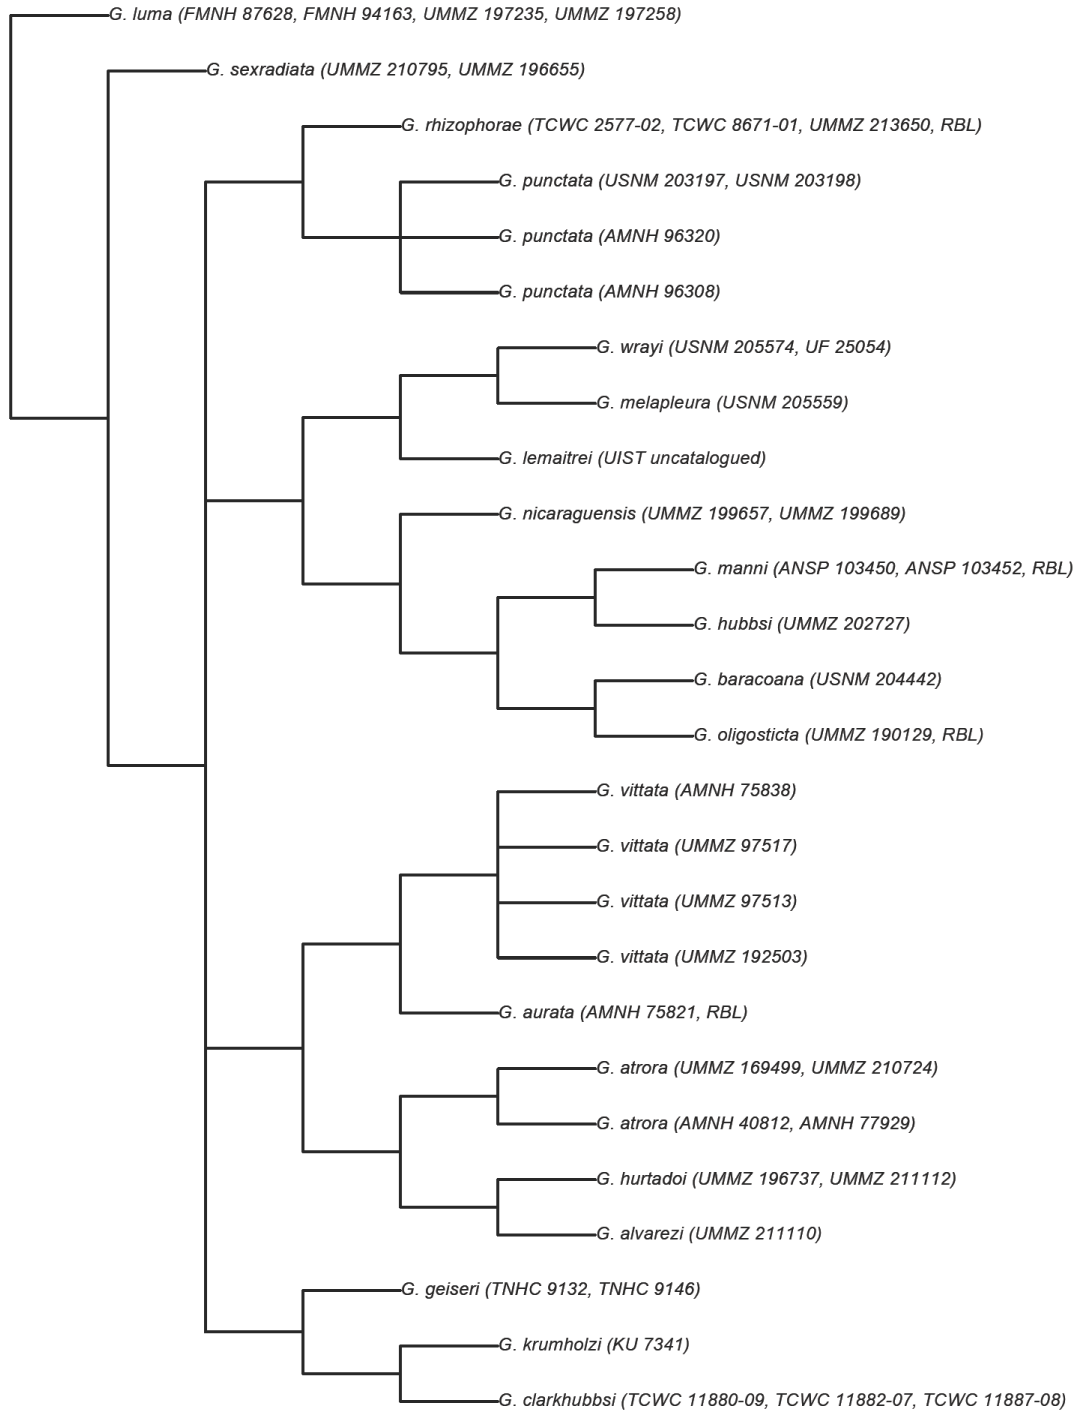 G. luma (FMNH 87628, FMNH 94163, UMMZ 197235, UMMZ 197258)
G. sexradiata (UMMZ 210795, UMMZ 196655)
G. rhizophorae (TCWC 2577-02, TCWC 8671-01, UMMZ 213650, RBL)
G. punctata (USNM 203197, USNM 203198)
G. punctata (AMNH 96320)
G. punctata (AMNH 96308)
G. wrayi (USNM 205574, UF 25054)
G. melapleura (USNM 205559)
G. lemaitrei (UIST uncatalogued)
G. nicaraguensis (UMMZ 199657, UMMZ 199689)
G. manni (ANSP 103450, ANSP 103452, RBL)
G. hubbsi (UMMZ 202727)
G. baracoana (USNM 204442)
G. oligosticta (UMMZ 190129, RBL)
G. vittata (AMNH 75838)
G. vittata (UMMZ 97517)
G. vittata (UMMZ 97513)
G. vittata (UMMZ 192503)
G. aurata (AMNH 75821, RBL)
G. atrora (UMMZ 169499, UMMZ 210724)
G. atrora (AMNH 40812, AMNH 77929)
G. hurtadoi (UMMZ 196737, UMMZ 211112)
G. alvarezi (UMMZ 211110)
G. geiseri (TNHC 9132, TNHC 9146)
G. krumholzi (KU 7341)
G. clarkhubbsi (TCWC 11880-09, TCWC 11882-07, TCWC 11887-08)